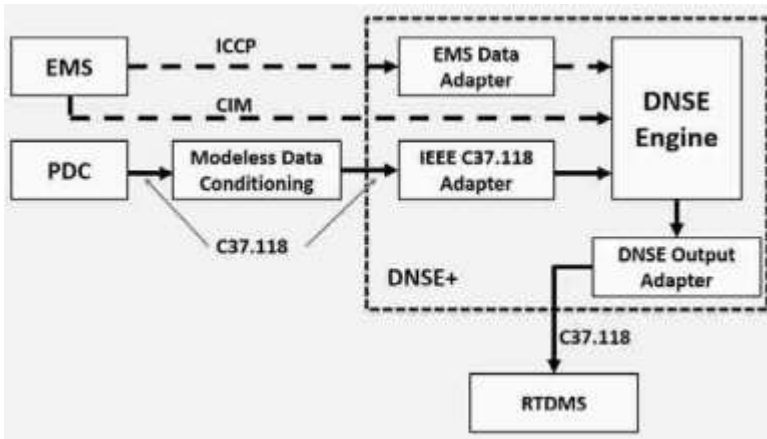 ICCP
EMS
EMS Data
Adapter
DNSE
Engine
CIM
PDC
Modeless Data
Conditioning
IEEE C37.118
Adapter
C37.118
DNSE+
DNSE Output
Adapter
C37.118
RTDMS